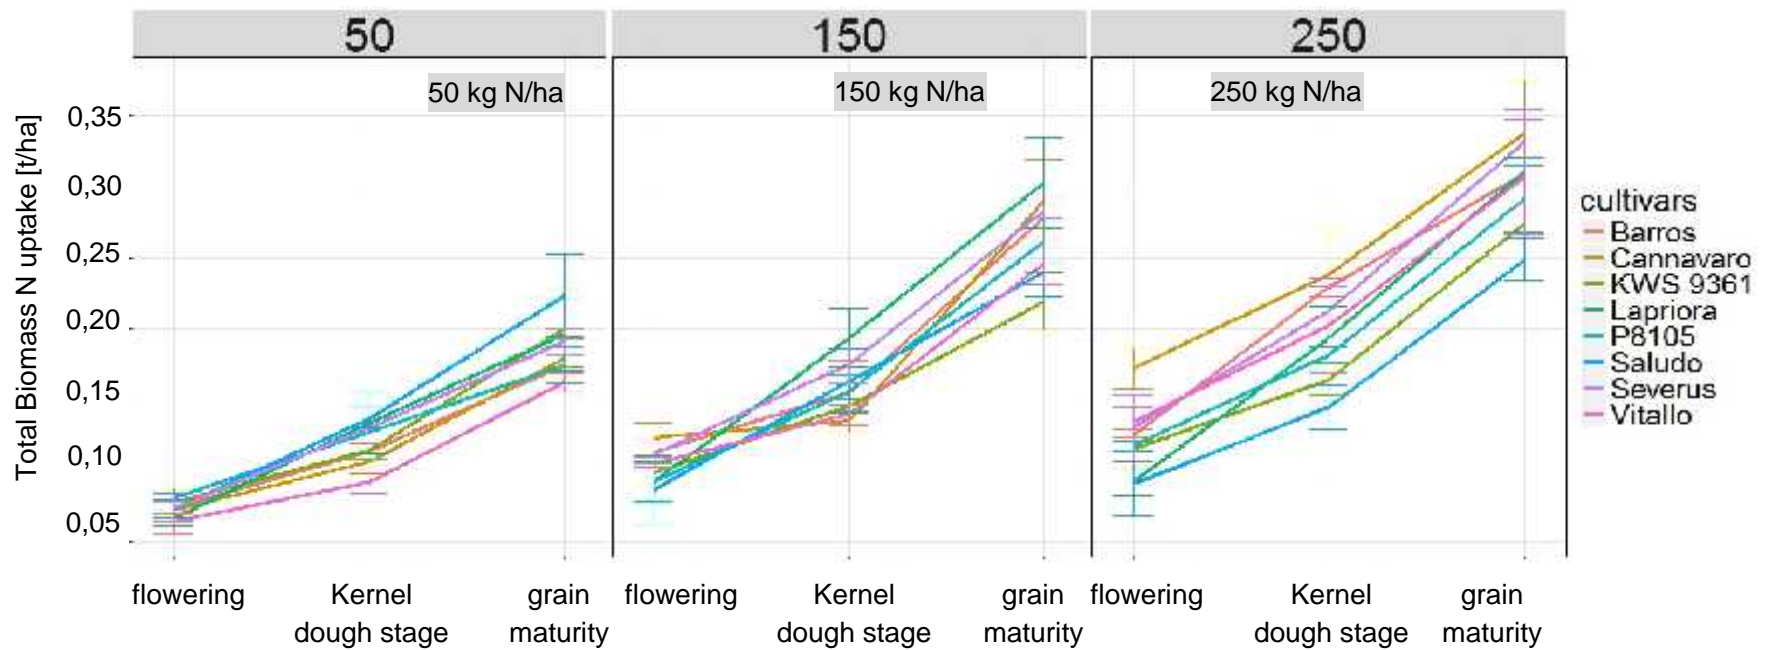 50 150 250
50 kg N/ha 150 kg N/ha 250 kg N/ha
Total Biomass N uptake [t/ha]
0,35
0,30
0,25
0,20
0,15
0,10
0,05
flowering Kernel grain flowering Kernel grain flowering Kernel grain
dough stage maturity dough stage maturity dough stage maturity
cultivars
Barros
Cannavaro
KWS 9361
Lapriora
P8105
Saludo
Severus
Vitallo